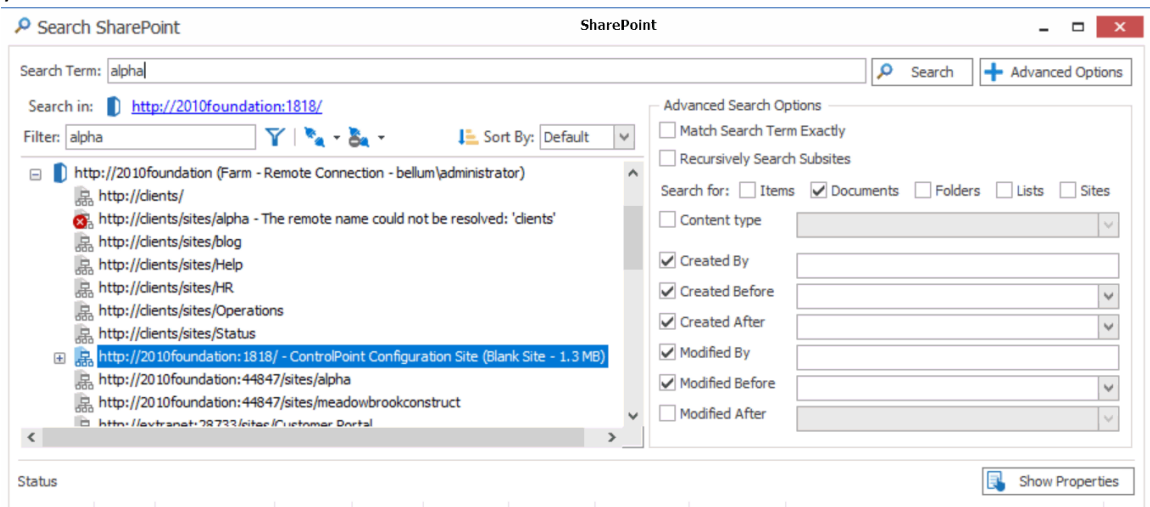 Search SharePoint
SharePoint
Search Term: alpha
Search
Advanced Options
Search in: http://2010foundation:1818/
Filter: alpha
Sort By: Default
http://2010foundation (Farm - Remote Connection - bellum\administrator)
http://clients/
http://clients/sites/alpha - The remote name could not be resolved: 'clients'
http://clients/sites/blog
http://clients/sites/Help
http://clients/sites/HR
http://clients/sites/Operations
http://clients/sites/Status
http://2010foundation:1818/ - ControlPoint Configuration Site (Blank Site - 1.3 MB)
http://2010foundation:44847/sites/alpha
http://2010foundation:44847/sites/meadowbrookconstruct
http://extranet:28733/sites/Customer Portal
Advanced Search Options
Match Search Term Exactly
Recursively Search Subsites
Search for: Items Documents Folders Lists Sites
Content type
Created By
Created Before
Created After
Modified By
Modified Before
Modified After
Status
Show Properties